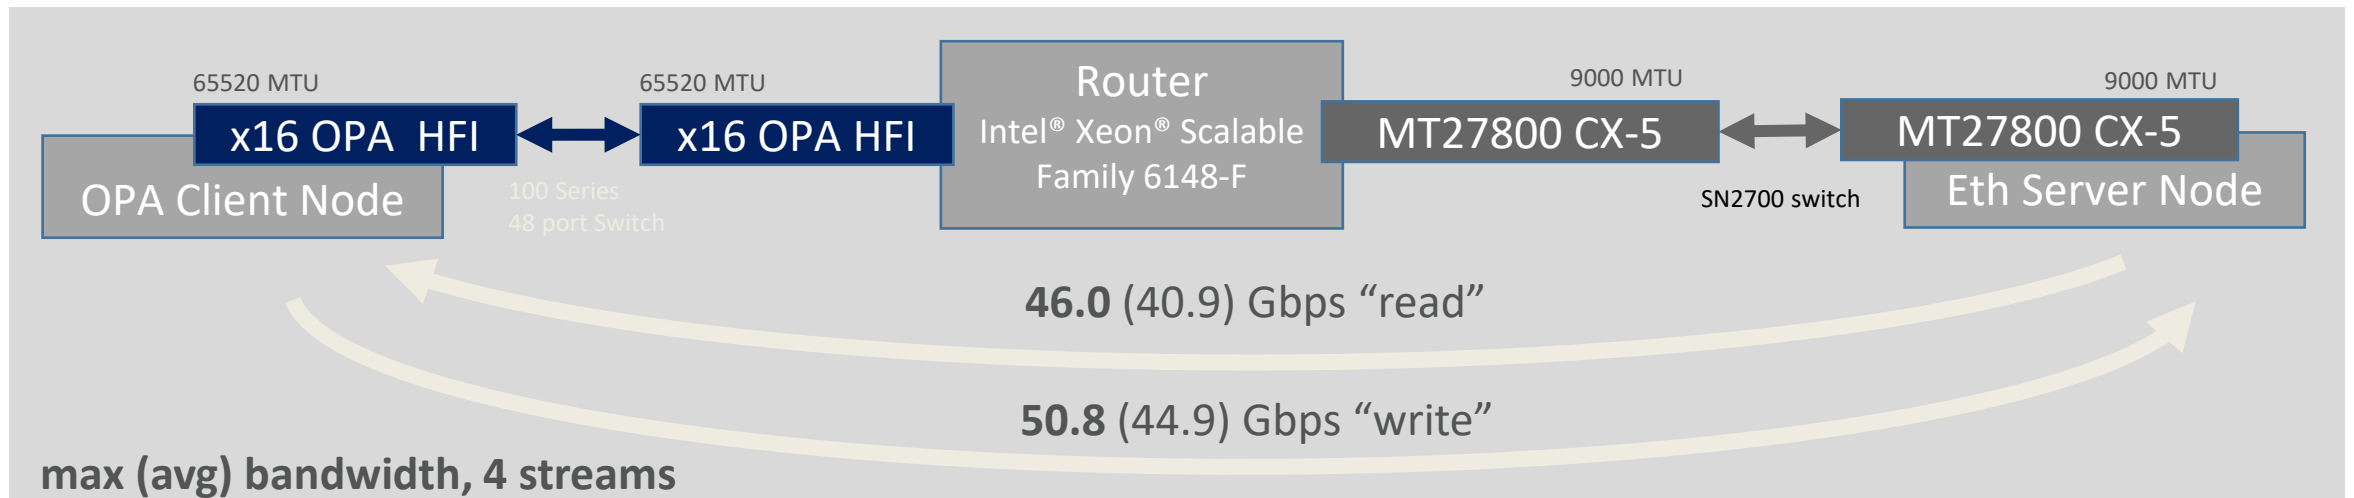 65520 MTU
65520 MTU
9000 MTU
9000 MTU
x16 OPA  HFI
x16 OPA HFI
Router
Intel® Xeon® Scalable
Family 6148-F
MT27800 CX-5
MT27800 CX-5
OPA Client Node
100 Series
48 port Switch
SN2700 switch
Eth Server Node
46.0 (40.9) Gbps “read”
50.8 (44.9) Gbps “write”
max (avg) bandwidth, 4 streams